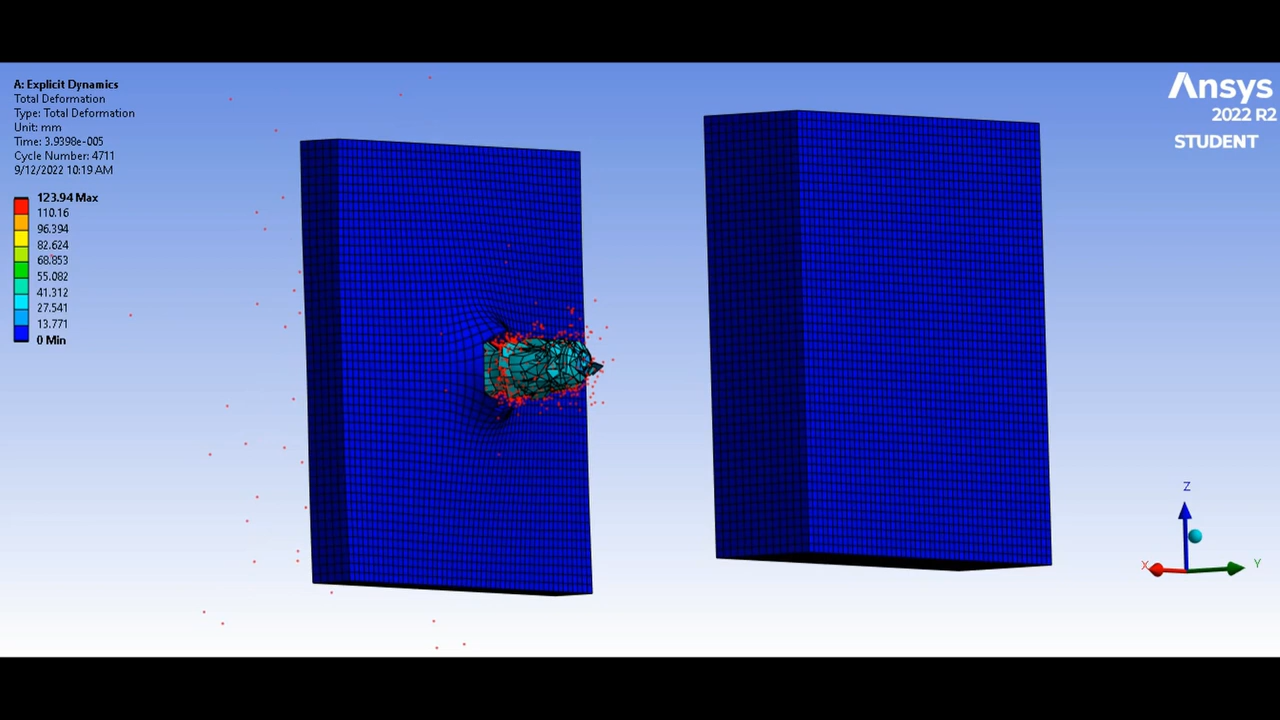 A: Explicit Dynamics
Total Deformation
Type: Total Deformation
Unit: mm
Time: 3.9398e-005
Cycle Number: 4711
9/12/2022 10:19 AM
123.94 Max
110.16
96.394
82.624
68.853
55.082
41.312
27.541
13.771
0 Min
Ansys
2022 R2
STUDENT
Z
X
Y